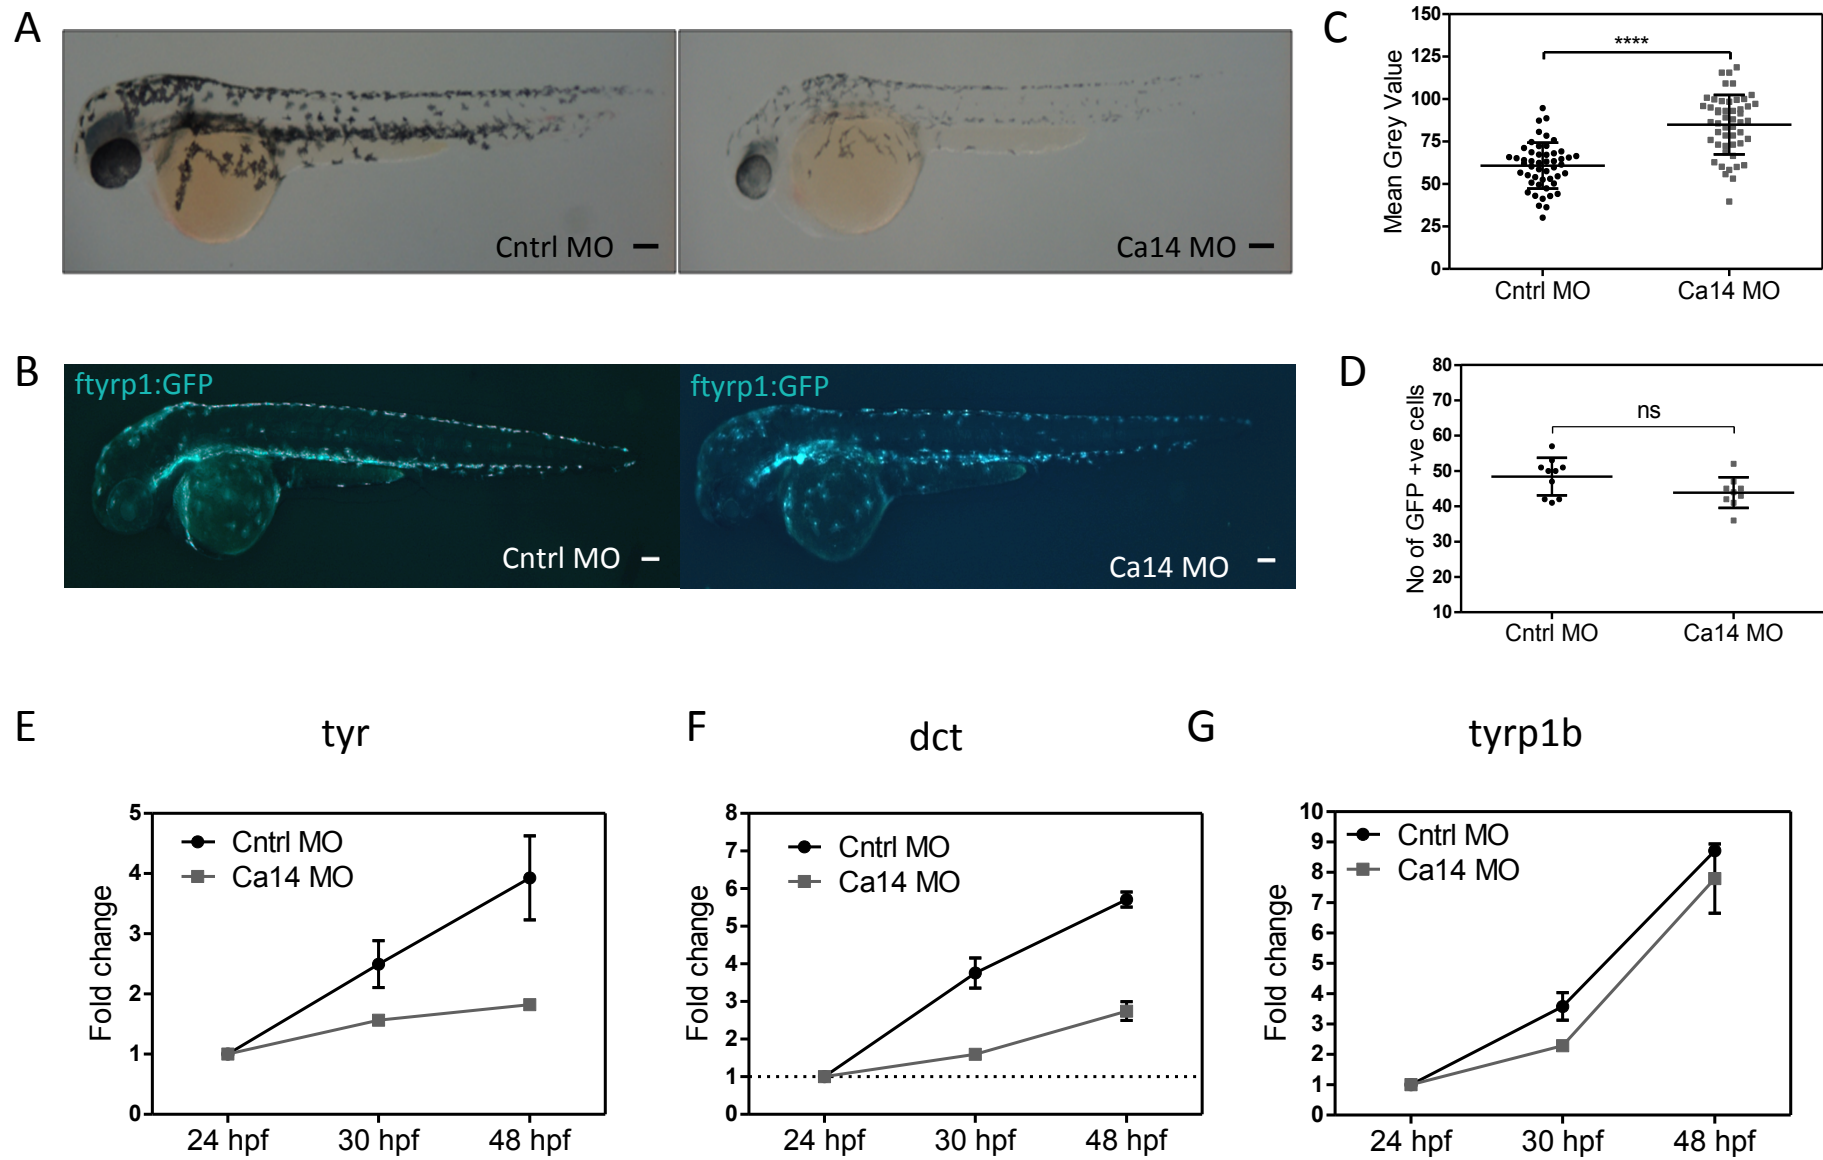 A
Cntrl MO
Ca14 MO
C
150
125
100
75
50
25
0
Mean Grey Value
****
Cntrl MO
Ca14 MO
B
ftyrp1:GFP
Cntrl MO
ftyrp1:GFP
Ca14 MO
D
80
70
60
50
40
30
20
10
No of GFP +ve cells
ns
Cntrl MO
Ca14 MO
E
tyr
5
4
3
2
1
0
Fold change
Cntrl MO
Ca14 MO
24 hpf
30 hpf
48 hpf
F
dct
8
7
6
5
4
3
2
1
0
Fold change
Cntrl MO
Ca14 MO
24 hpf
30 hpf
48 hpf
G
tyrp1b
10
9
8
7
6
5
4
3
2
1
0
Fold change
Cntrl MO
Ca14 MO
24 hpf
30 hpf
48 hpf